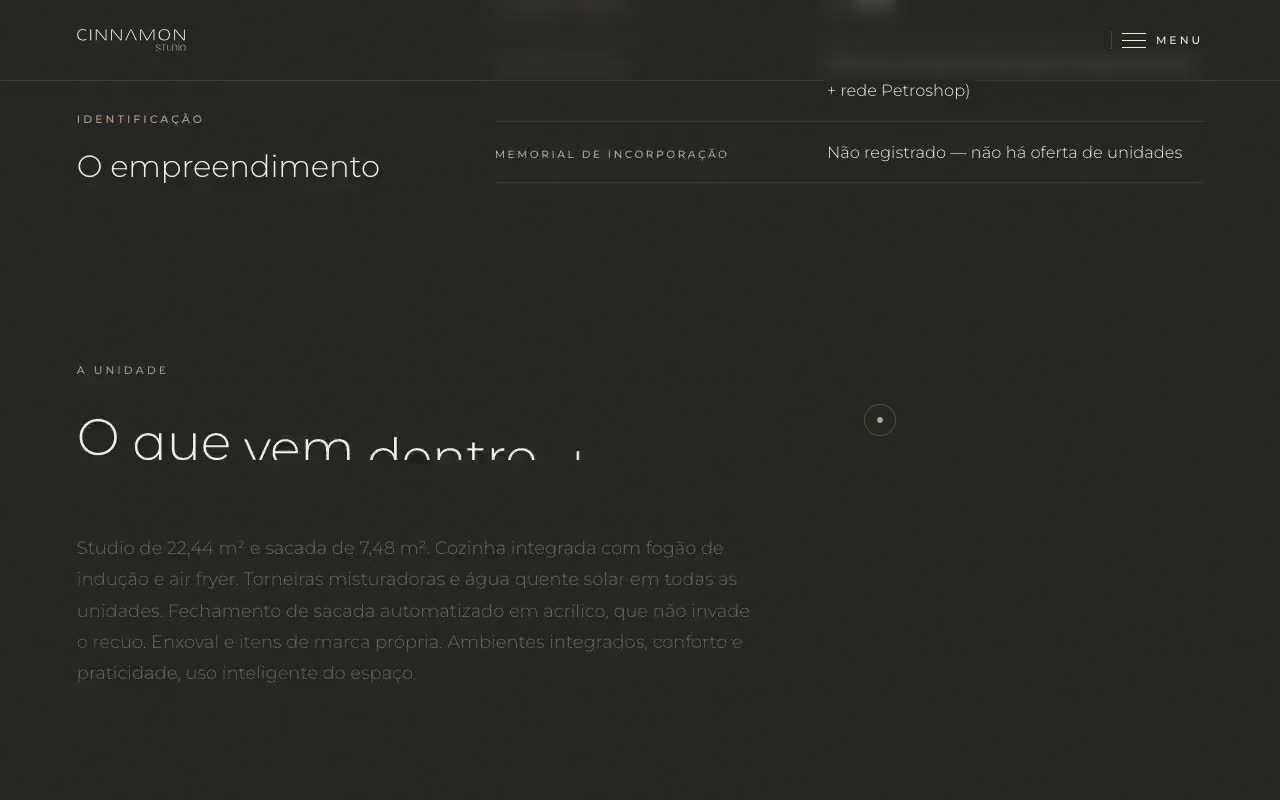 CINNAMON
STUDIO
MENU
+ rede Petroshop)
IDENTIFICAÇÃO
O empreendimento
MEMORIAL DE INCORPORAÇÃO
Não registrado — não há oferta de unidades
A UNIDADE
O que vem dentro
Studio de 22,44 m² e sacada de 7,48 m². Cozinha integrada com fogão de
indução e air fryer. Torneiras misturadoras e água quente solar em todas as
unidades. Fechamento de sacada automatizado em acrílico, que não invade
o recuo. Enxoval e itens de marca própria. Ambientes integrados, conforto e
praticidade, uso inteligente do espaço.